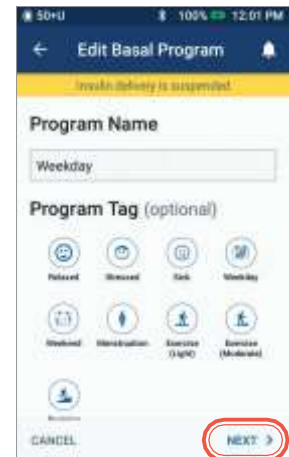 50+U 100% 12:01 PM
Edit Basal Program
Insulin delivery is suspended
Program Name
Weekday
Program Tag (optional)
Relaxed Stressed Sick Weekday
Weekend Menstruation Exercise (Light) Exercise (Moderate)
CANCEL NEXT